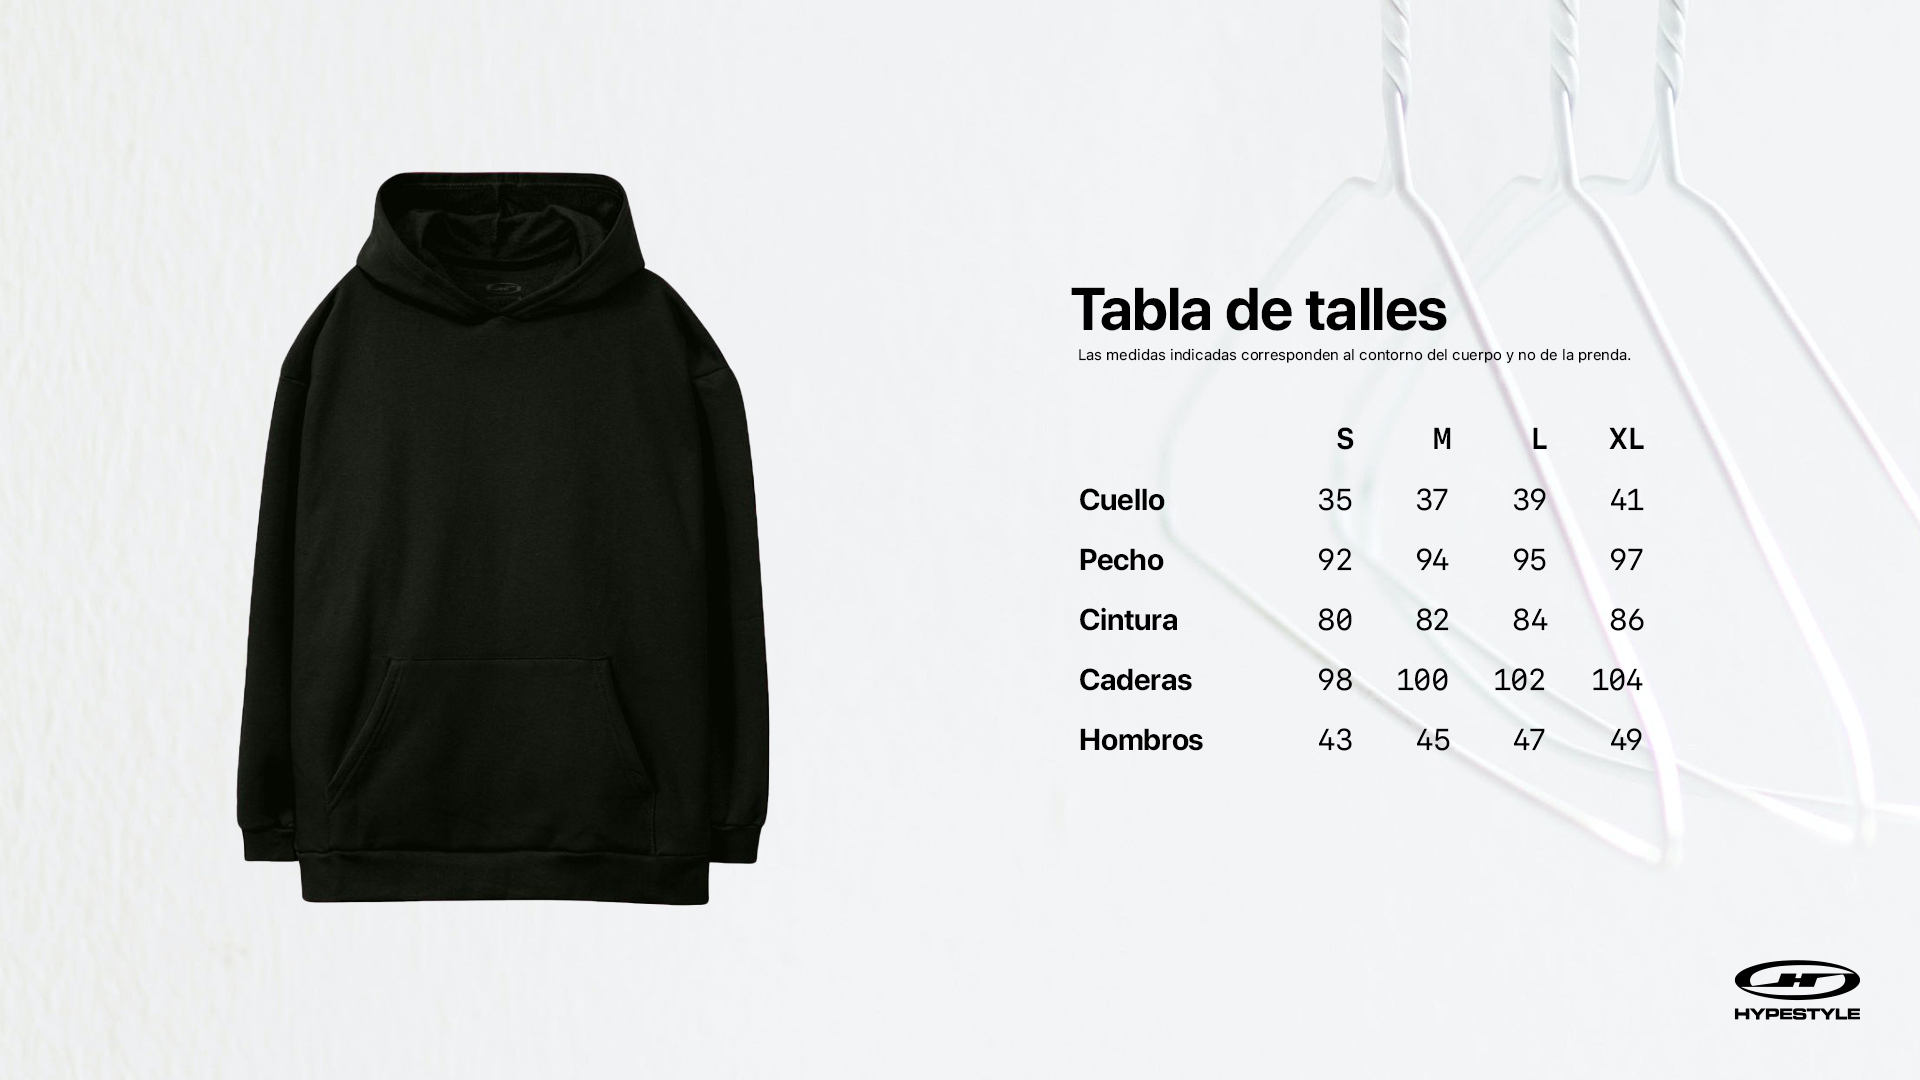 Tabla de talles
Las medidas indicadas corresponden al contorno del cuerpo y no de la prenda.
S M L XL
Cuello 35 37 39 41
Pecho 92 94 95 97
Cintura 80 82 84 86
Caderas 98 100 102 104
Hombros 43 45 47 49
HYPESTYLE